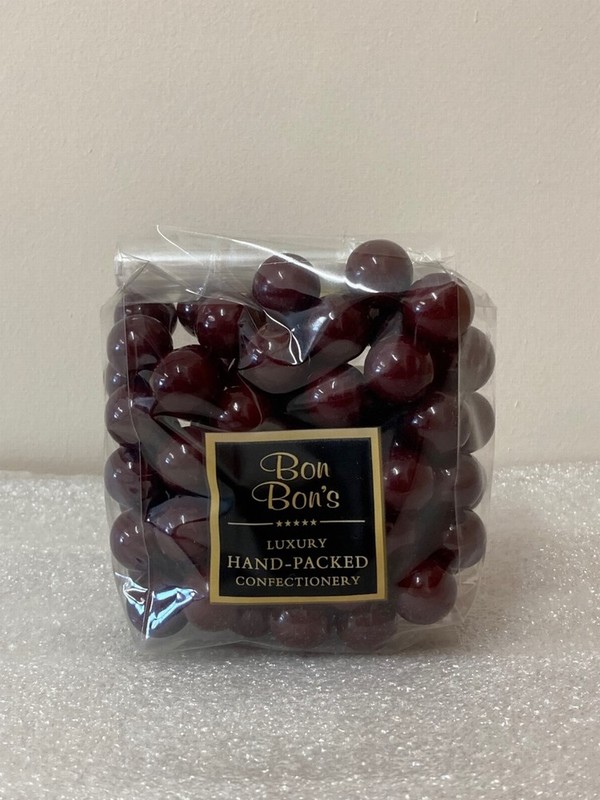 Bon
Bon's
LUXURY
HAND-PACKED
CONFECTIONERY